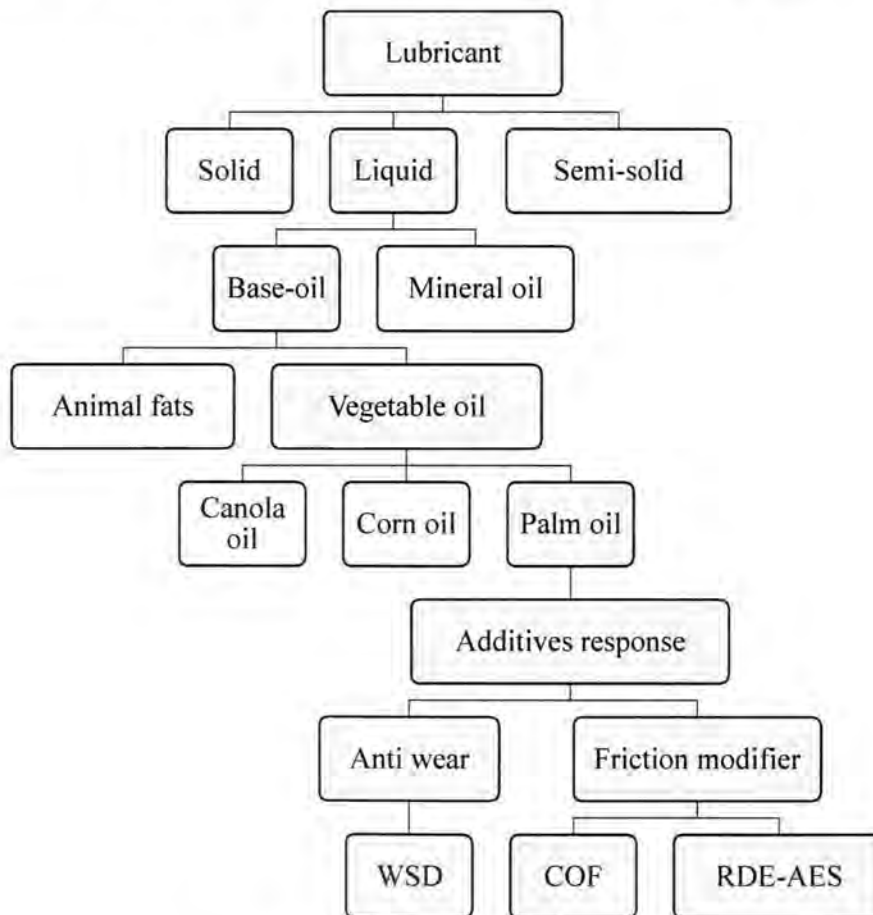 Lubricant
Solid
Liquid
Semi-solid
Base-oil
Mineral oil
Animal fats
Vegetable oil
Canola
oil
Corn oil
Palm oil
Additives response
Anti wear
Friction modifier
WSD
COF
RDE-AES